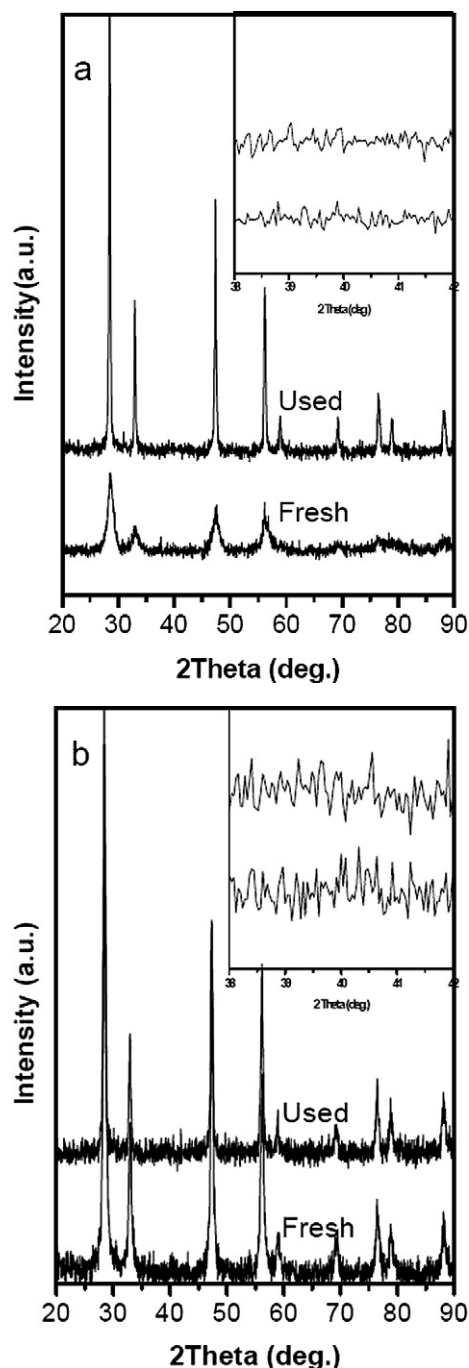 a
38 39 40 41 42
2Theta(deg)
Used
Fresh
Intensity(a.u.)
20 30 40 50 60 70 80 90
2Theta (deg.)
b
38 39 40 41 42
2Theta(deg)
Used
Fresh
Intensity (a.u.)
20 30 40 50 60 70 80 90
2Theta (deg.)